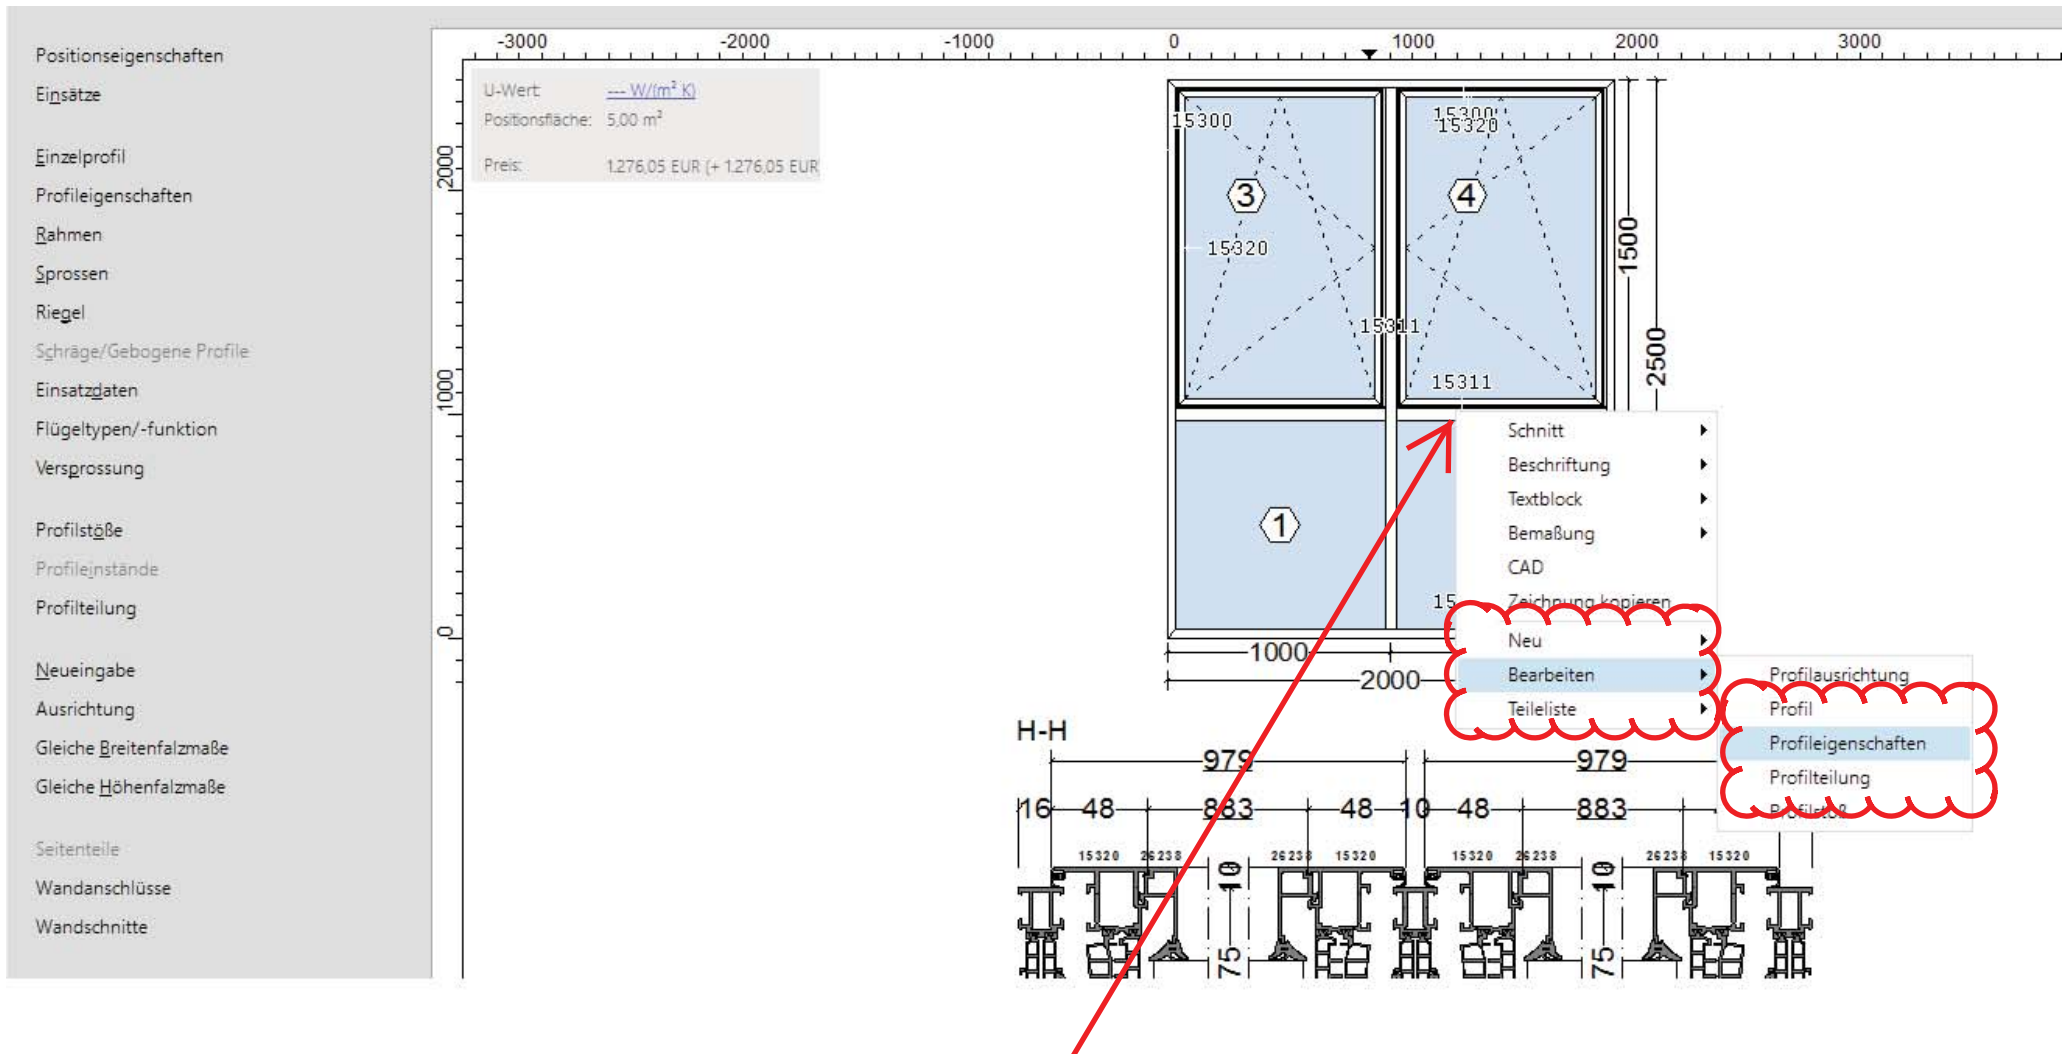 Positionseigenschaften
Einsätze
Einzelprofil
Profileigenschaften
Rahmen
Sprossen
Riegel
Schräge/Gebogene Profile
Einsatzdaten
Flügeltypen/-funktion
Versprossung
Profilstöße
Profileinstände
Profilteilung
Neueingabe
Ausrichtung
Gleiche Breitenfalzmaße
Gleiche Höhenfalzmaße
Seitenteile
Wandanschlüsse
Wandschnitte
-3000 -2000 -1000 0 1000 2000 3000
2000
1000
0
U-Wert: --- W/(m² K)
Positionsfläche: 5,00 m²
Preis: 1.276,05 EUR (+ 1.276,05 EUR
15300
15300
15320
3
4
15320
15311
15311
1500
2500
1
15
1000
2000
Schnitt
Beschriftung
Textblock
Bemaßung
CAD
Zeichnung kopieren
Neu
Bearbeiten
Teileliste
Profilausrichtung
Profil
Profileigenschaften
Profilteilung
Profilstoß
H-H
979 979
16 48 883 48 10 48 883
15320 26238 26238 15320 15320 26238 26238 15320
10 10
75 75